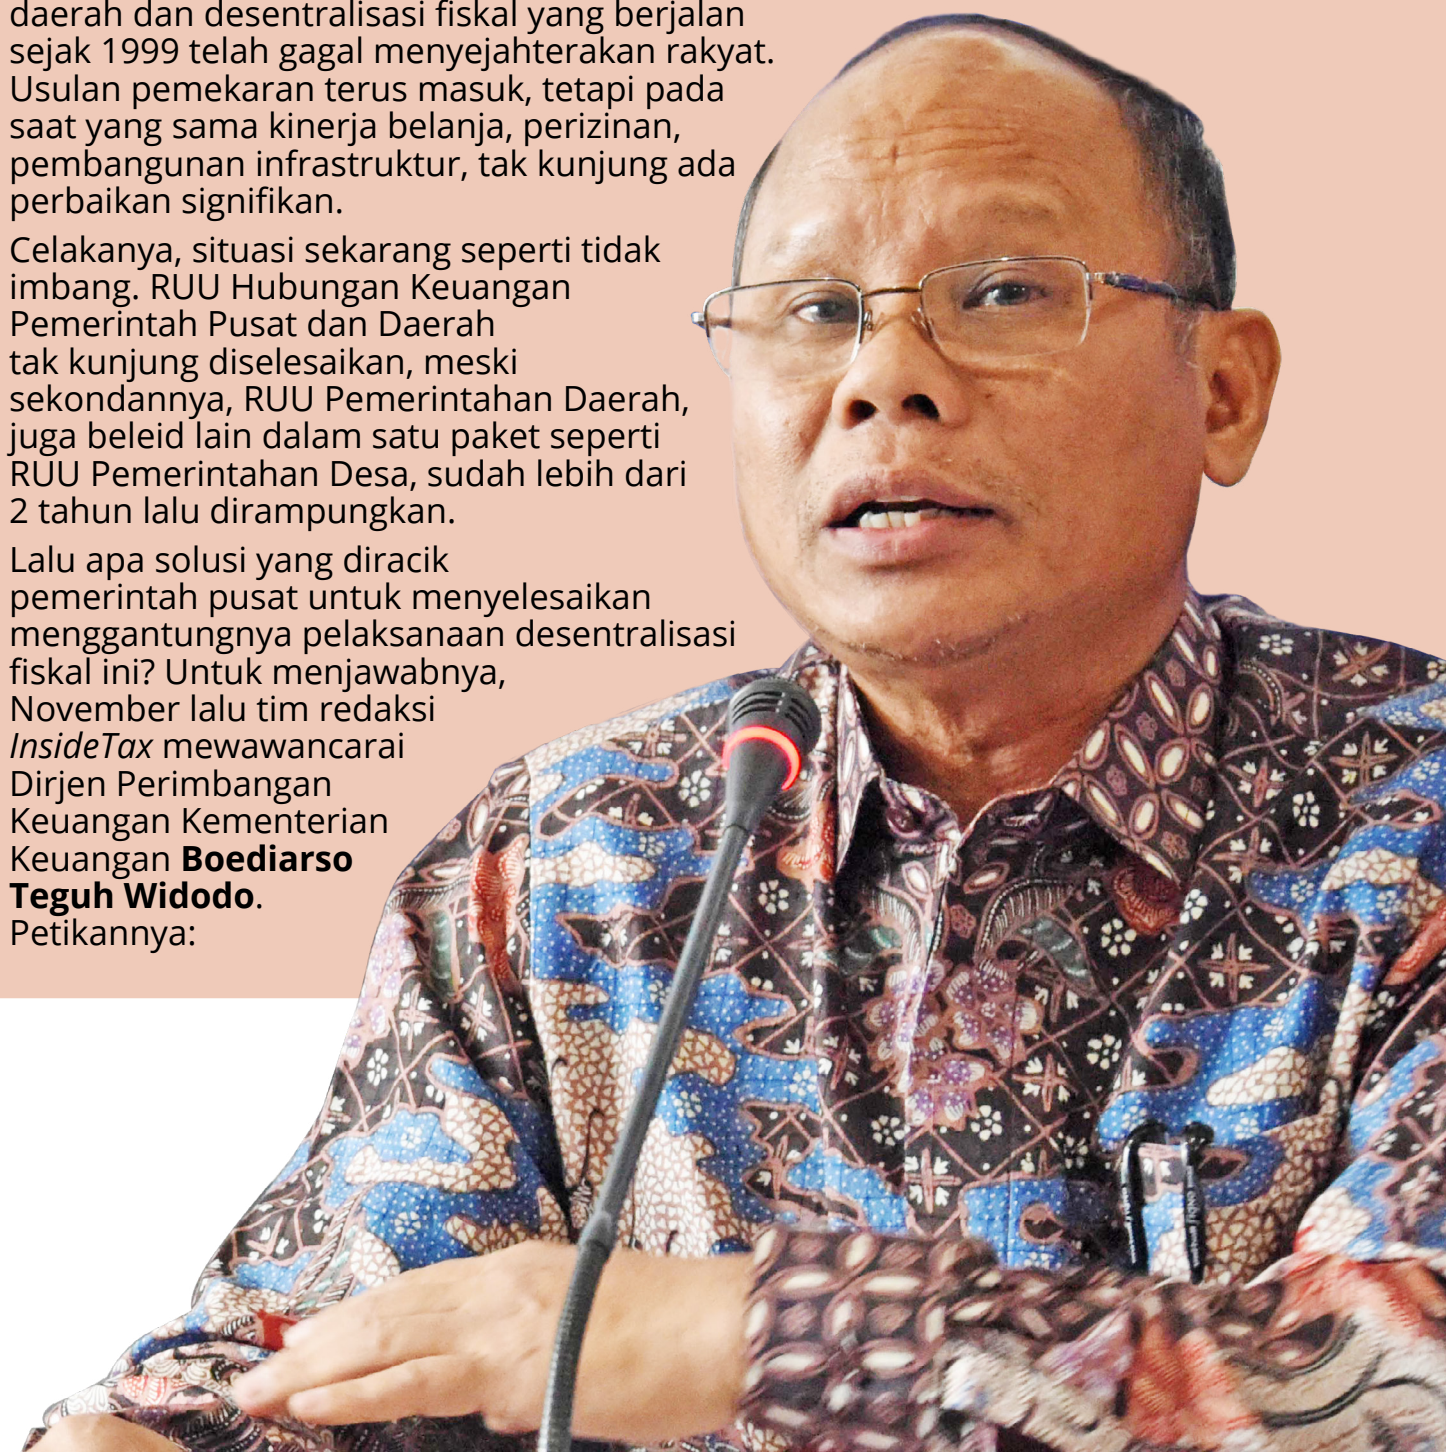 daerah dan desentralisasi fiskal yang berjalan
sejak 1999 telah gagal menyejahterakan rakyat.
Usulan pemekaran terus masuk, tetapi pada
saat yang sama kinerja belanja, perizinan,
pembangunan infrastruktur, tak kunjung ada
perbaikan signifikan.
Celakanya, situasi sekarang seperti tidak
imbang. RUU Hubungan Keuangan
Pemerintah Pusat dan Daerah
tak kunjung diselesaikan, meski
sekondannya, RUU Pemerintahan Daerah,
juga beleid lain dalam satu paket seperti
RUU Pemerintahan Desa, sudah lebih dari
2 tahun lalu dirampungkan.
Lalu apa solusi yang diracik
pemerintah pusat untuk menyelesaikan
menggantungnya pelaksanaan desentralisasi
fiskal ini? Untuk menjawabnya,
November lalu tim redaksi
InsideTax mewawancarai
Dirjen Perimbangan
Keuangan Kementerian
Keuangan Boediarso
Teguh Widodo.
Petikannya: